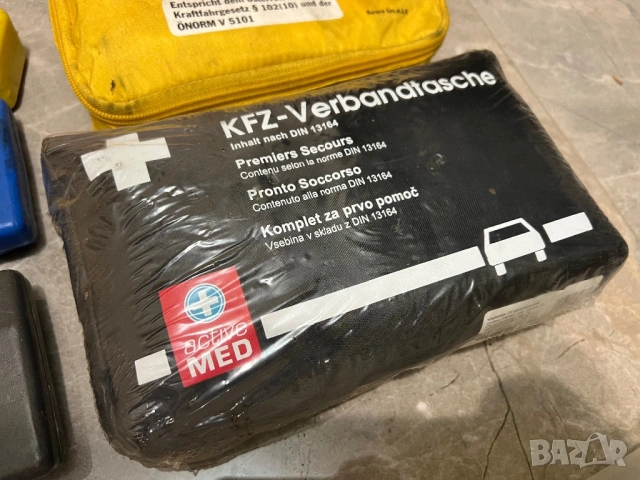 Entspricht dem
Kraftfahrgesetz § 102(10) und der
ÖNORM V 5101
KFZ-Verbandtasche
Inhalt nach DIN 13164
Premiers Secours
Contenu selon la norme DIN 13164
Pronto Soccorso
Contenuto alla norma DIN 13164
Komplet za prvo pomoč
Vsebina v skladu z DIN 13164
active
MED
BAZAR